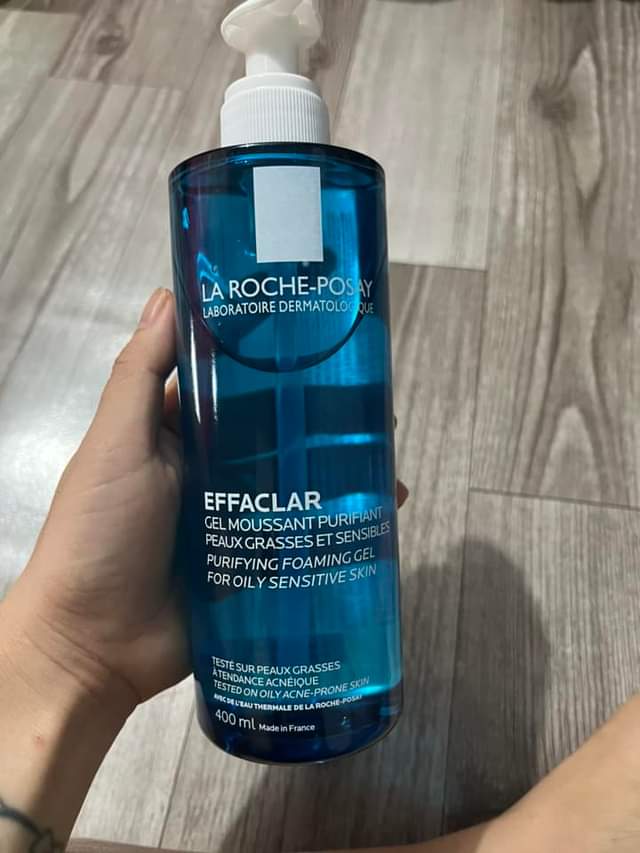 LA ROCHE-POSAY
LABORATOIRE DERMATOLOGIQUE
EFFACLAR
GEL MOUSSANT PURIFIANT
PEAUX GRASSES ET SENSIBLES
PURIFYING FOAMING GEL
FOR OILY SENSITIVE SKIN
TESTÉ SUR PEAUX GRASSES
À TENDANCE ACNÉIQUE
TESTED ON OILY ACNE-PRONE SKIN
AVEC DE L'EAU THERMALE DE LA ROCHE-POSAY
400 ml Made in France